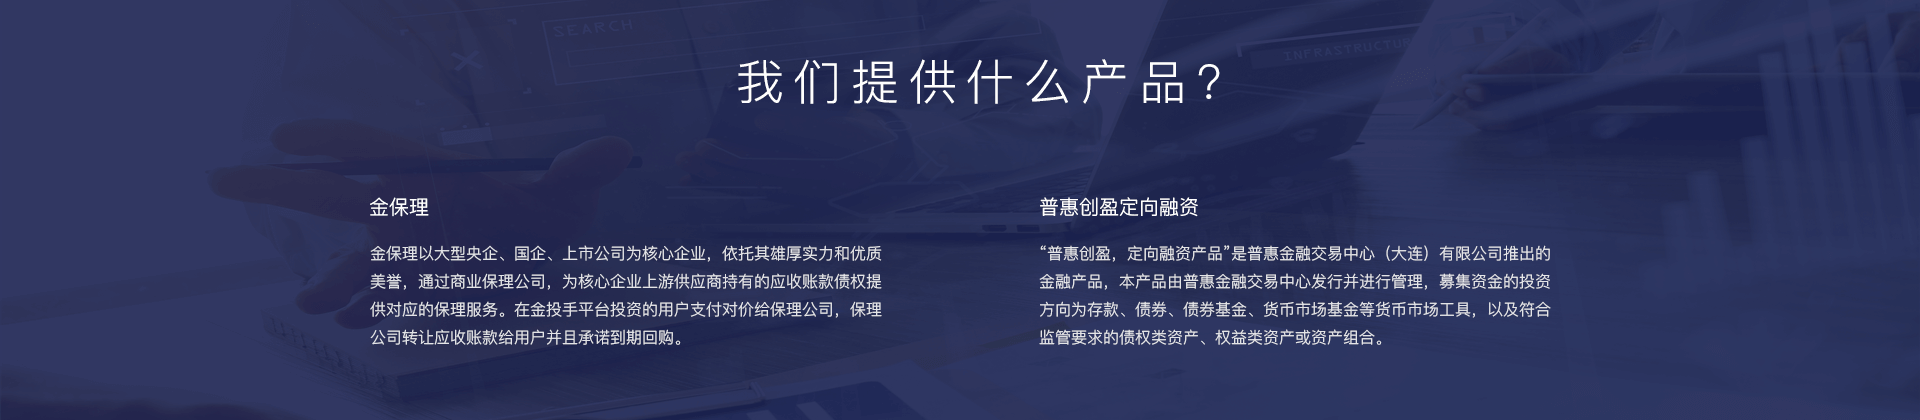 SEARCH
INFRASTRUCTURE
我们提供什么产品?
金保理
金保理以大型央企、国企、上市公司为核心企业，依托其雄厚实力和优质
美誉，通过商业保理公司，为核心企业上游供应商持有的应收账款债权提
供对应的保理服务。在金投手平台投资的用户支付对价给保理公司，保理
公司转让应收账款给用户并且承诺到期回购。
普惠创盈定向融资
“普惠创盈，定向融资产品”是普惠金融交易中心（大连）有限公司推出的
金融产品，本产品由普惠金融交易中心发行并进行管理，募集资金的投资
方向为存款、债券、债券基金、货币市场基金等货币市场工具，以及符合
监管要求的债权类资产、权益类资产或资产组合。